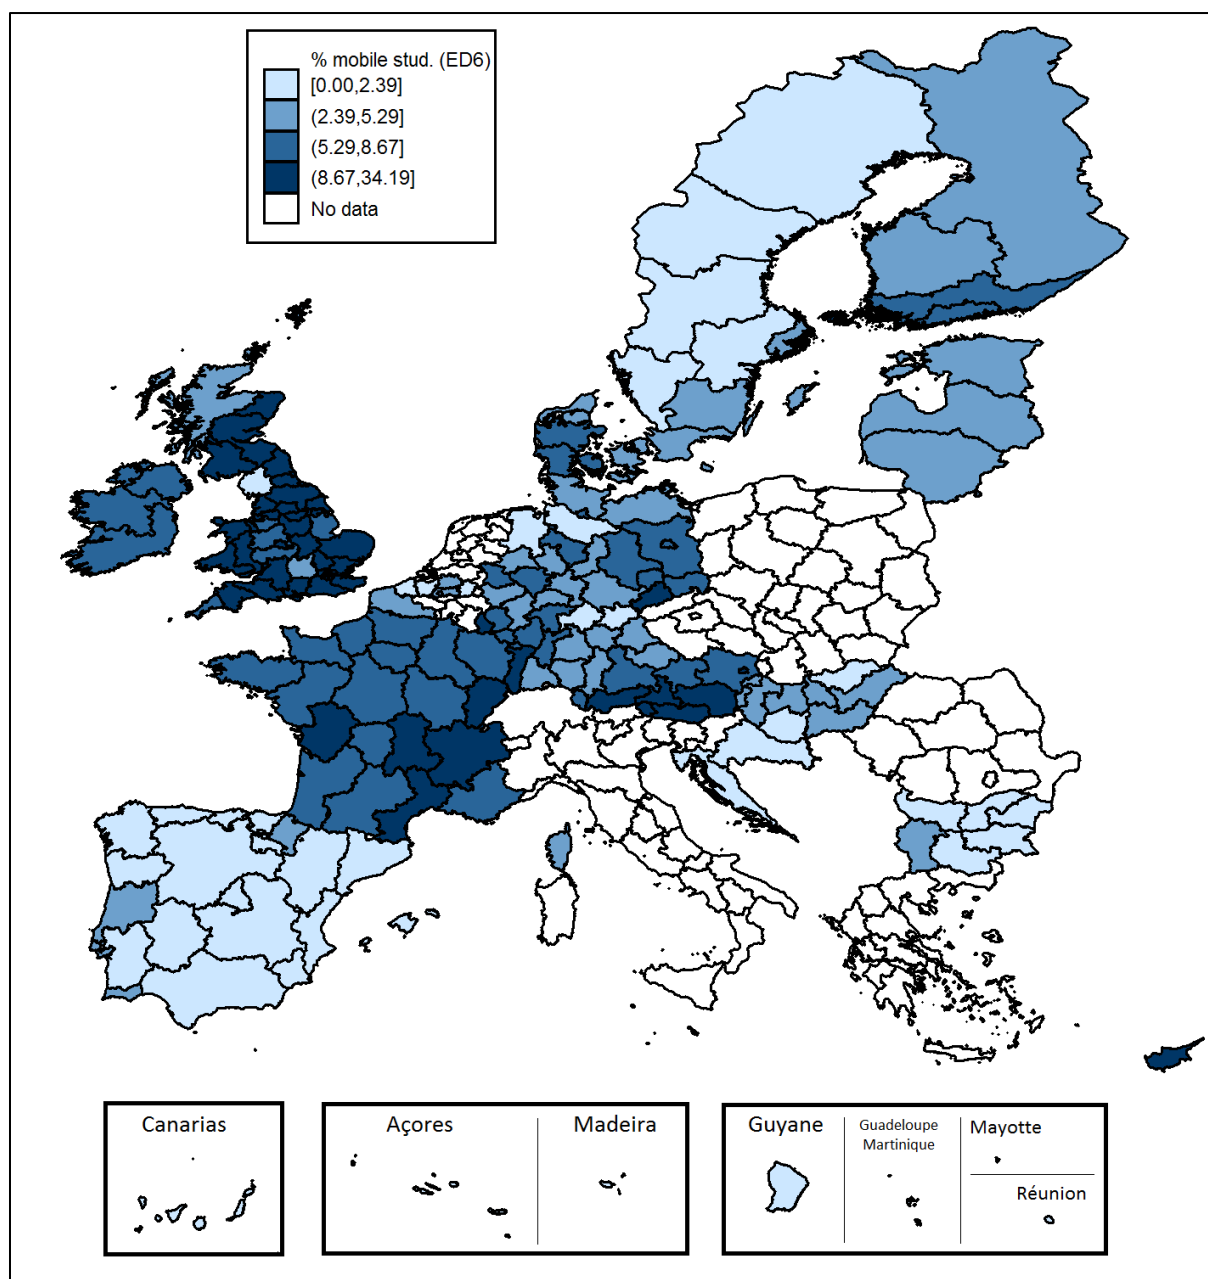 % mobile stud. (ED6)
[0.00,2.39]
(2.39,5.29]
(5.29,8.67]
(8.67,34.19]
No data
Canarias
Açores
Madeira
Guyane
Guadeloupe
Martinique
Mayotte
Réunion